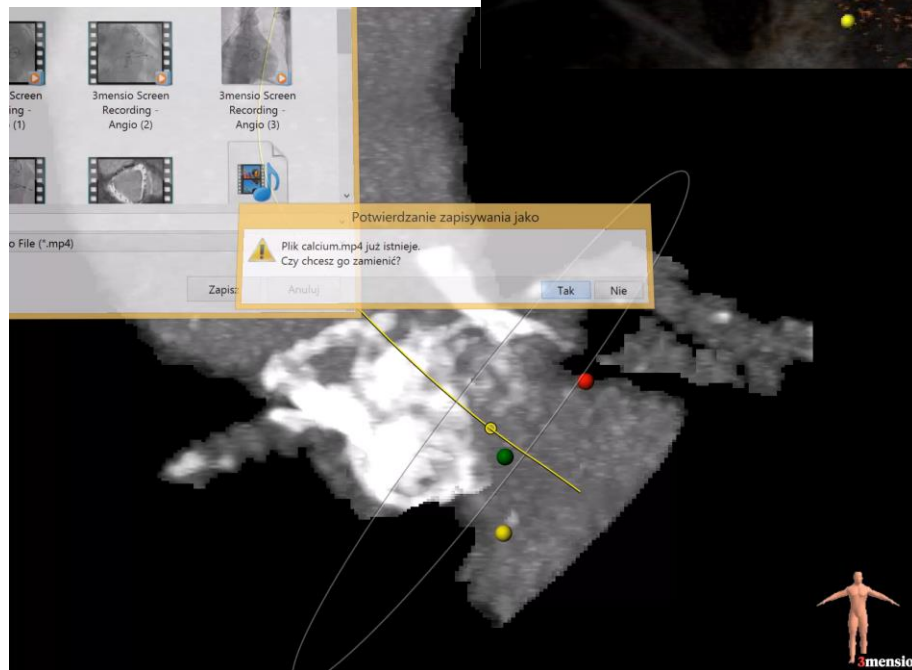 Screen
ing -
(1)
3mensio Screen
Recording -
Angio (2)
3mensio Screen
Recording -
Angio (3)
Potwierdzanie zapisywania jako
o File (*.mp4)
Plik calcium.mp4 już istnieje.
Czy chcesz go zamienić?
Zapisz
Anuluj
Tak
Nie
3mensio